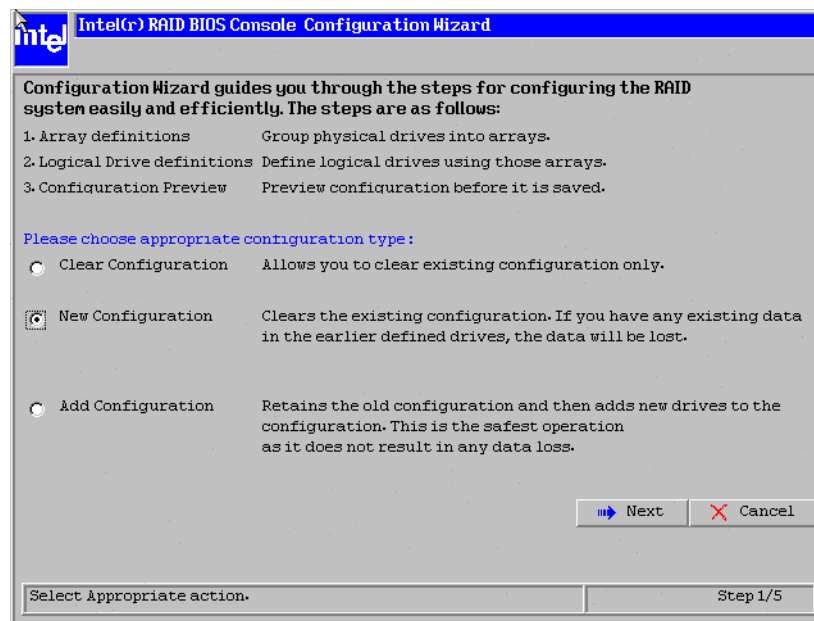 intel
Intel(r) RAID BIOS Console Configuration Wizard
Configuration Wizard guides you through the steps for configuring the RAID
system easily and efficiently. The steps are as follows:
1. Array definitions Group physical drives into arrays.
2. Logical Drive definitions Define logical drives using those arrays.
3. Configuration Preview Preview configuration before it is saved.
Please choose appropriate configuration type:
Clear Configuration Allows you to clear existing configuration only.
New Configuration Clears the existing configuration. If you have any existing data
in the earlier defined drives, the data will be lost.
Add Configuration Retains the old configuration and then adds new drives to the
configuration. This is the safest operation
as it does not result in any data loss.
Next Cancel
Select Appropriate action. Step 1/5